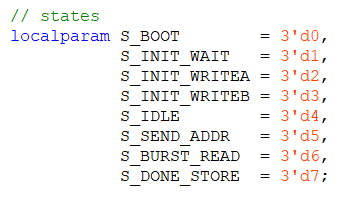 // states
localparam S_BOOT        = 3'd0,
           S_INIT_WAIT   = 3'd1,
           S_INIT_WRITEA = 3'd2,
           S_INIT_WRITEB = 3'd3,
           S_IDLE        = 3'd4,
           S_SEND_ADDR   = 3'd5,
           S_BURST_READ  = 3'd6,
           S_DONE_STORE  = 3'd7;